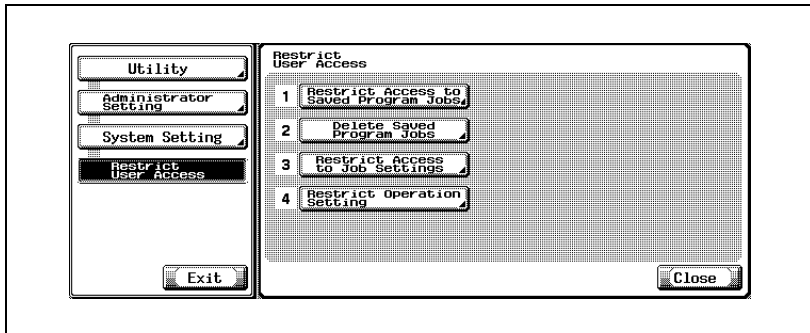 Utility
Administrator
Setting
System Setting
Restrict
User Access
Exit
Restrict
User Access
1 Restrict Access to
Saved Program Jobs
2 Delete Saved
Program Jobs
3 Restrict Access
to Job Settings
4 Restrict Operation
Setting
Close